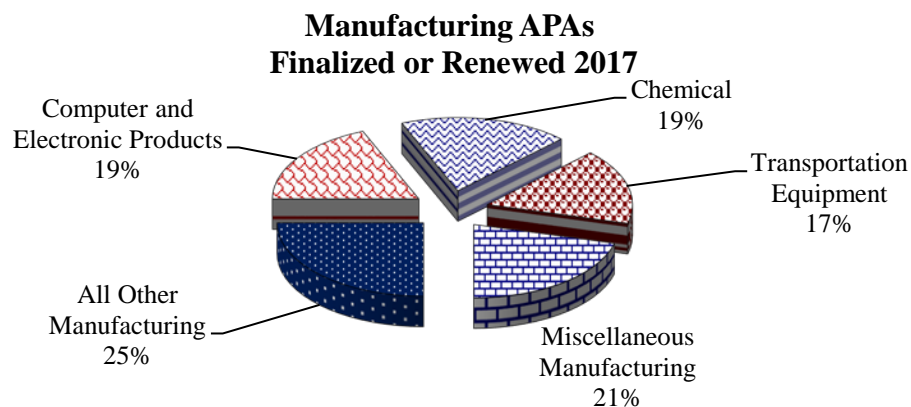 Manufacturing APAs
Finalized or Renewed 2017
Chemical
19%
Computer and
Electronic Products
19%
Transportation
Equipment
17%
All Other
Manufacturing
25%
Miscellaneous
Manufacturing
21%